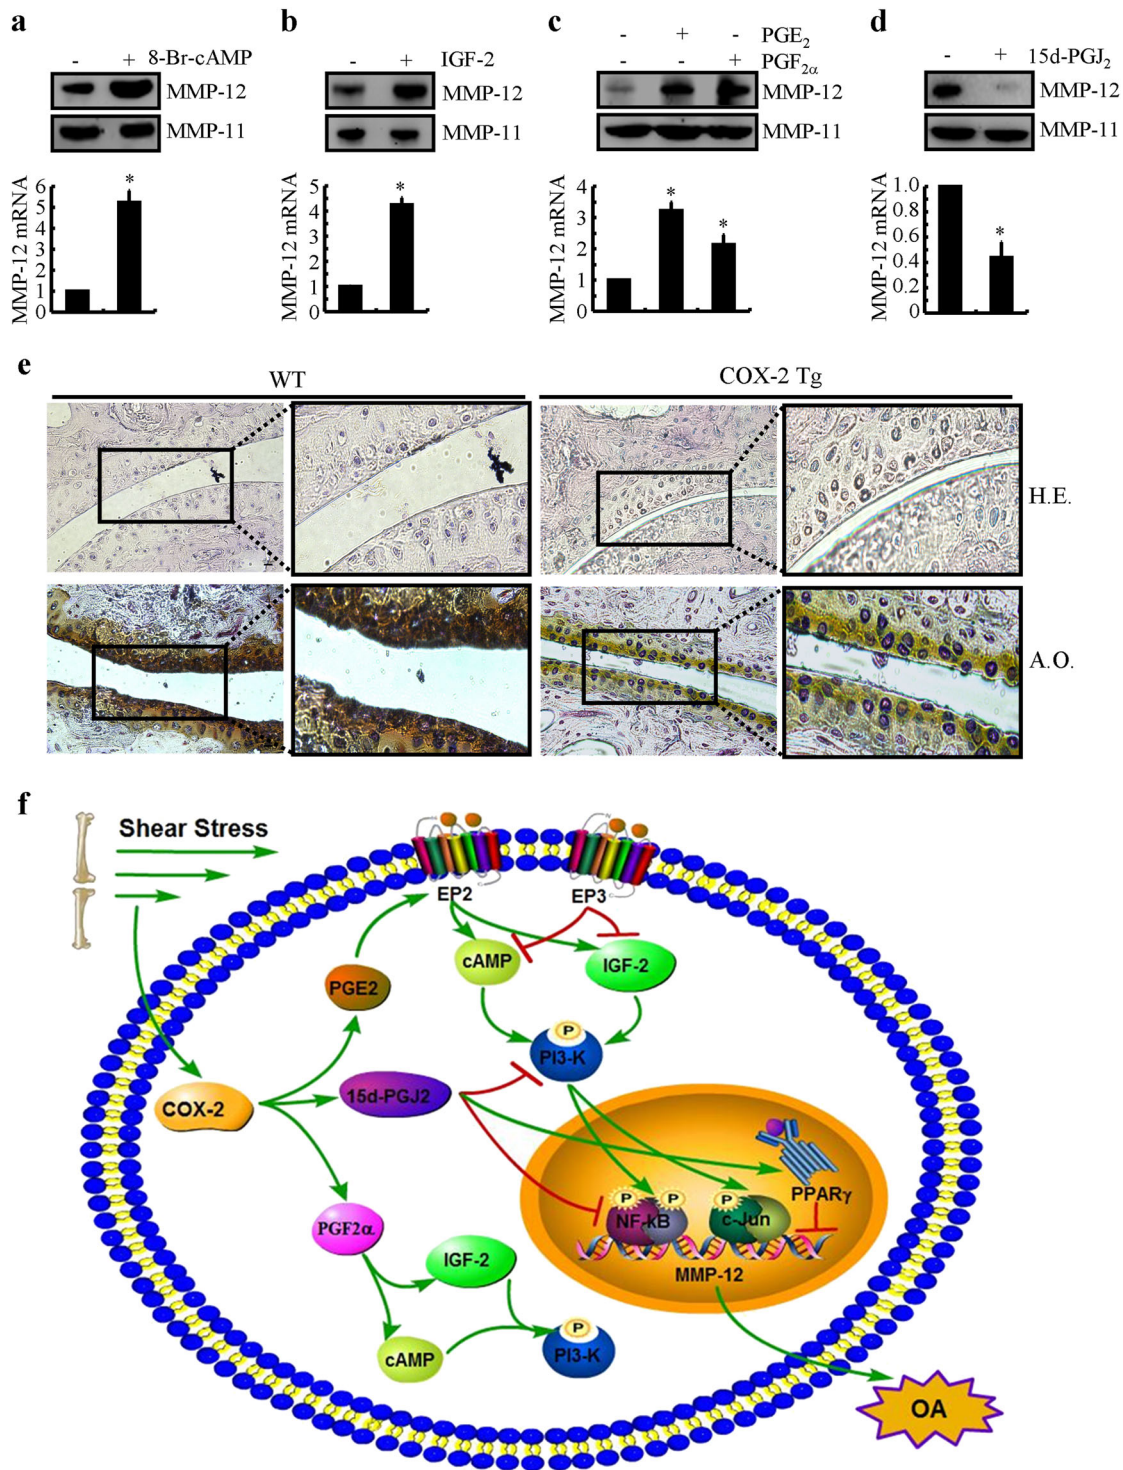 a
- + 8-Br-cAMP
MMP-12
MMP-11
MMP-12 mRNA
6
5
4
3
2
1
0
*
b
- + IGF-2
MMP-12
MMP-11
MMP-12 mRNA
5
4
3
2
1
0
*
c
- + - PGE2
- - + PGF2α
MMP-12
MMP-11
MMP-12 mRNA
4
3
2
1
0
*
*
d
- + 15d-PGJ2
MMP-12
MMP-11
MMP-12 mRNA
1.0
0.8
0.6
0.4
0.2
0
*
e
WT
COX-2 Tg
H.E.
A.O.
f
Shear Stress
EP2
EP3
cAMP
IGF-2
PGE2
P
PI3-K
COX-2
15d-PGJ2
PPARγ
P
P
P
NF-kB
c-Jun
MMP-12
PGF2α
IGF-2
cAMP
P
PI3-K
OA